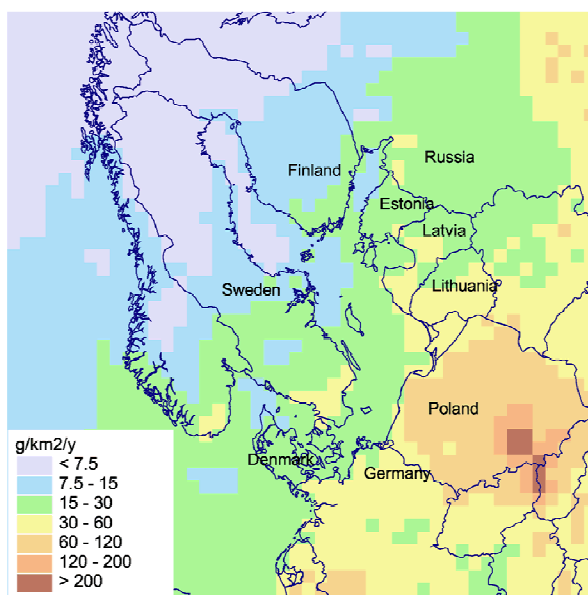 Finland
Russia
Estonia
Latvia
Sweden
Lithuania
Poland
Denmark
Germany
g/km2/y
< 7.5
7.5 - 15
15 - 30
30 - 60
60 - 120
120 - 200
> 200